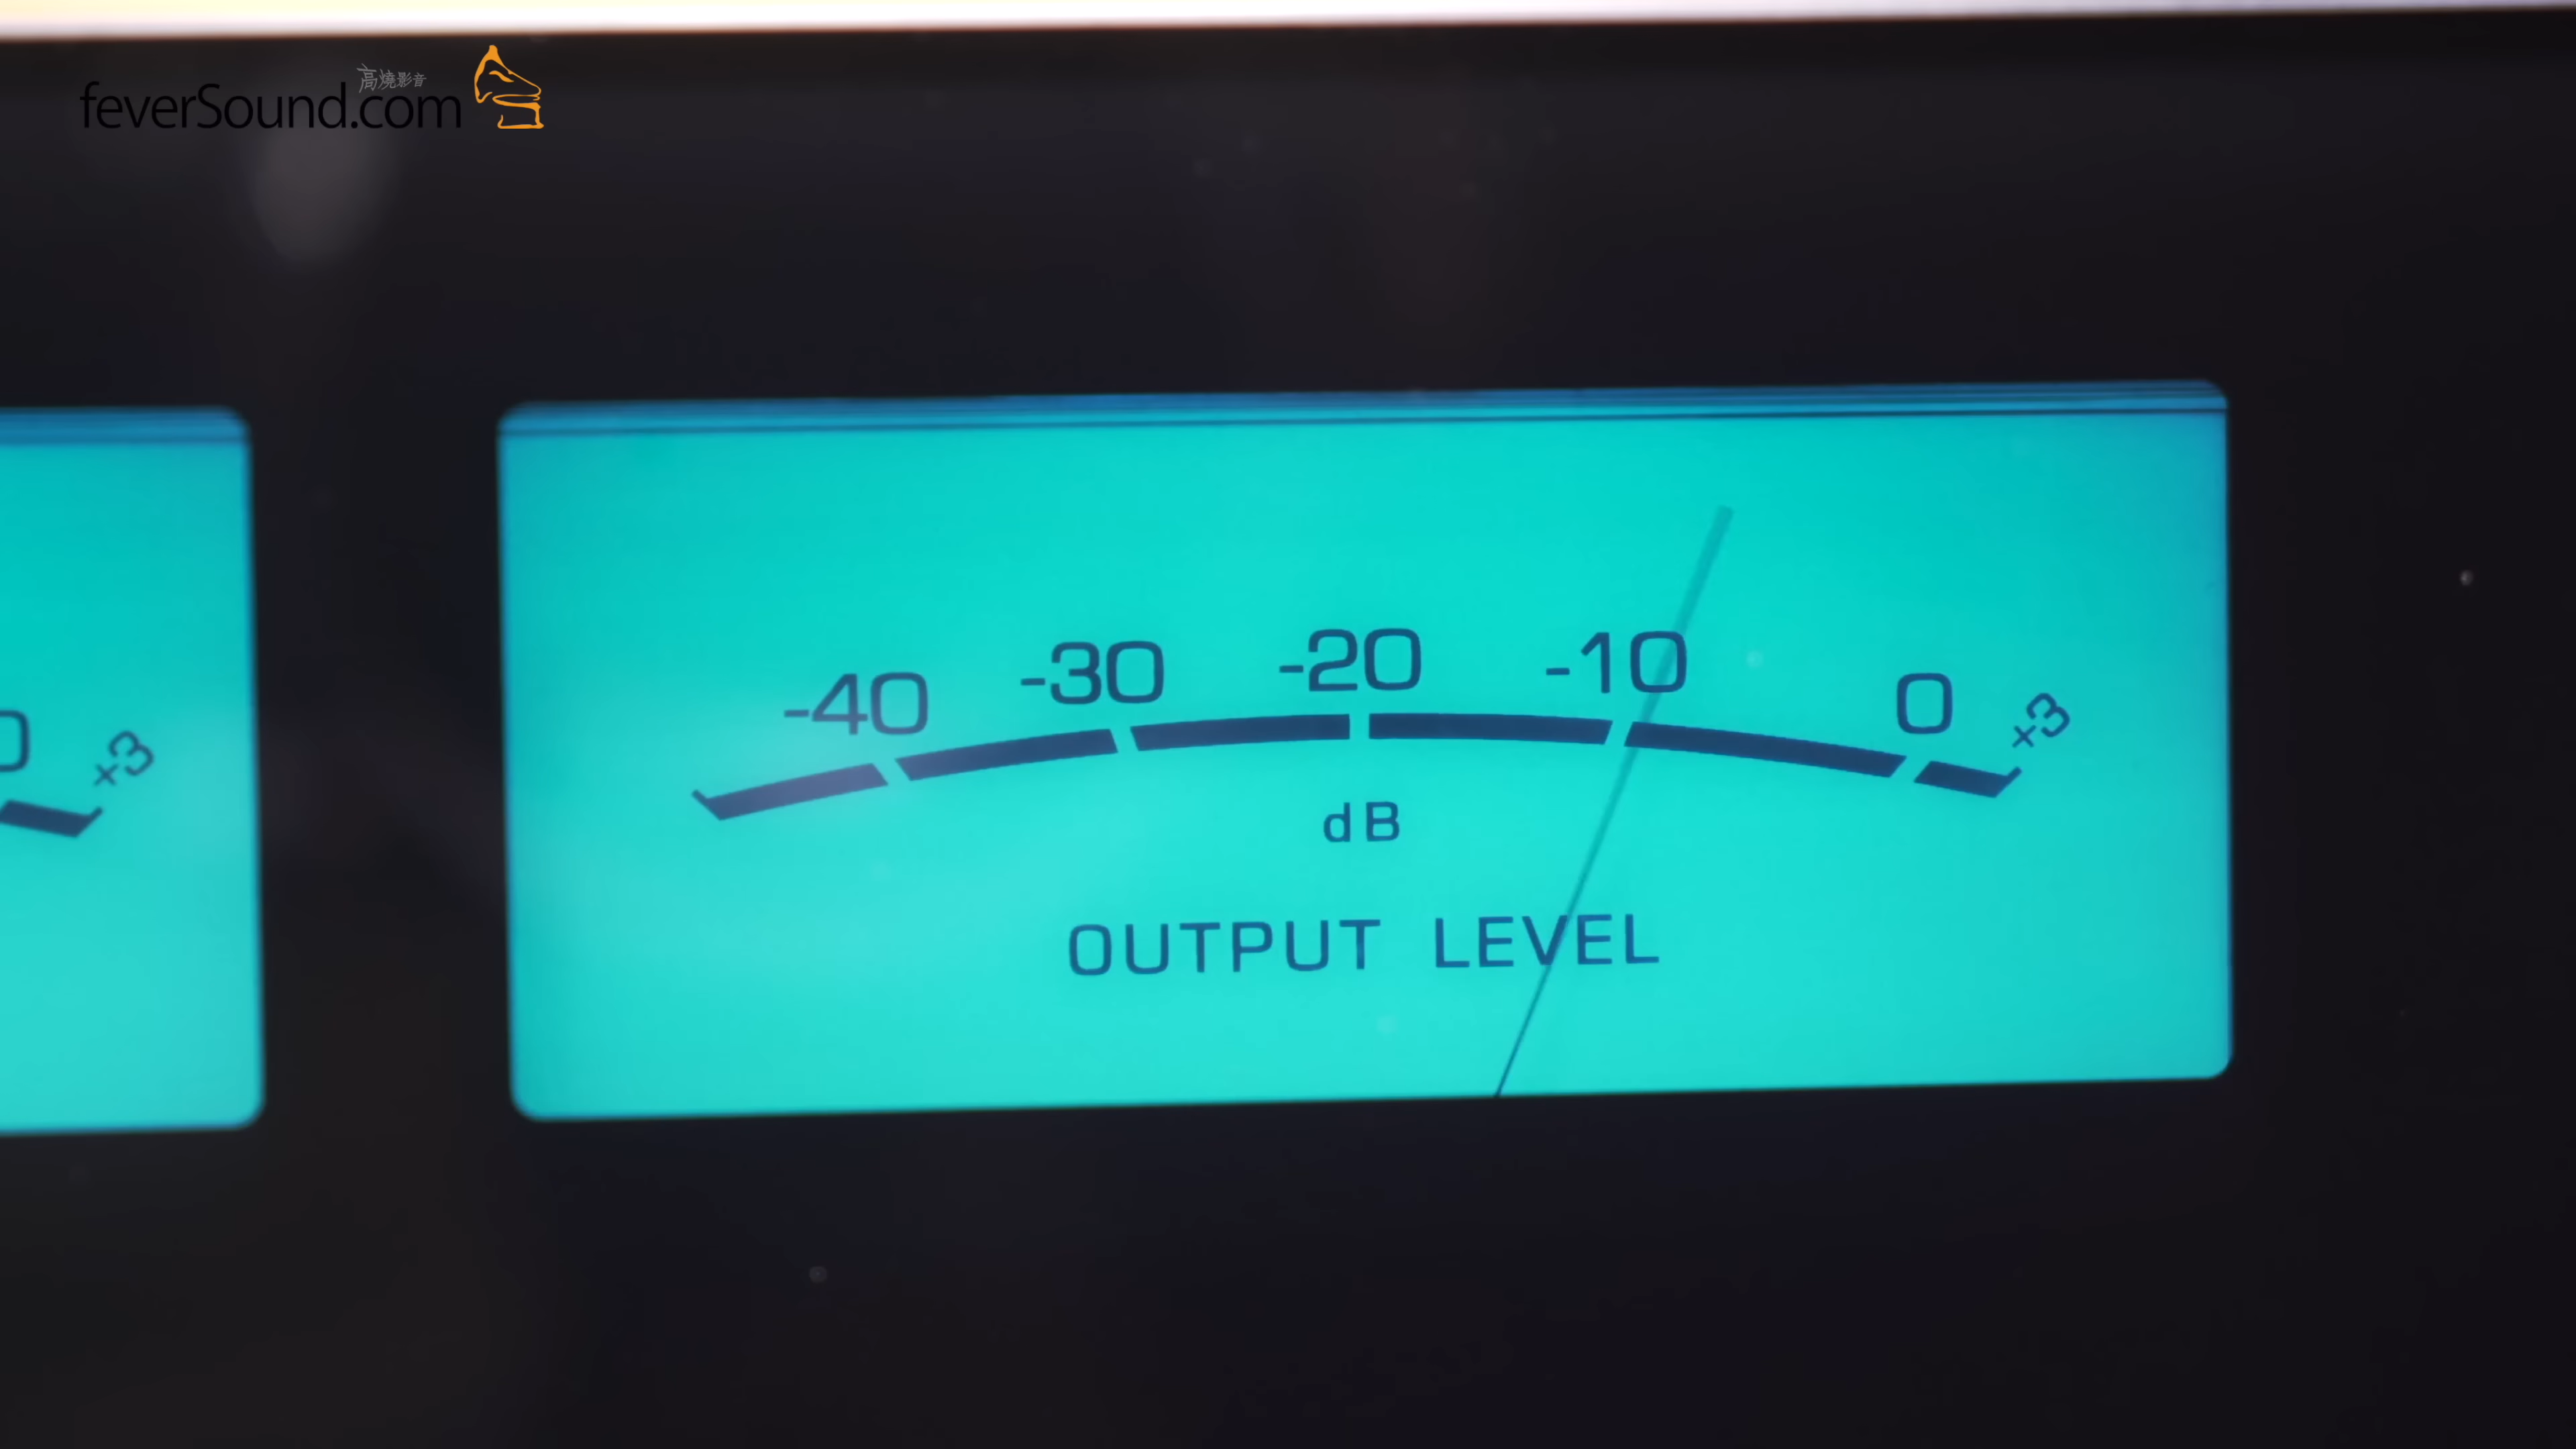 高燒影音
feverSound.com
-40 -30 -20 -10 0 +3
dB
OUTPUT LEVEL
0 +3